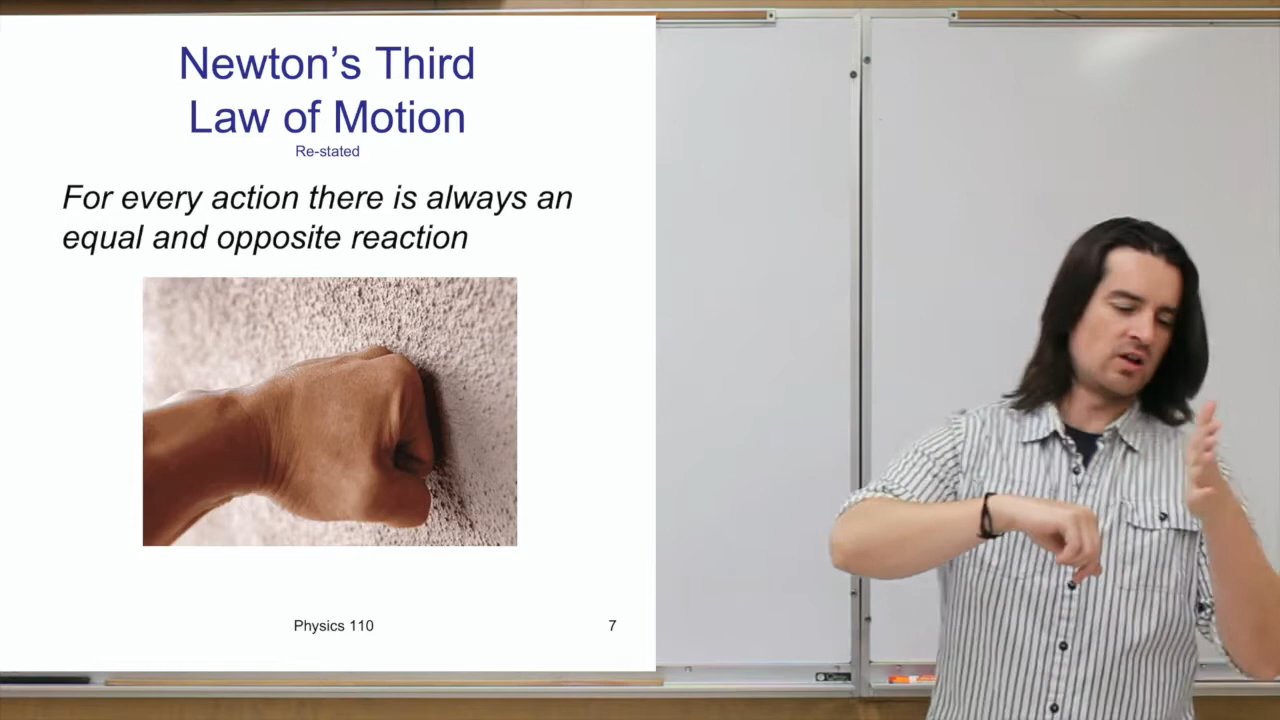 Newton’s Third
Law of Motion
Re-stated
For every action there is always an
equal and opposite reaction
Physics 110
7